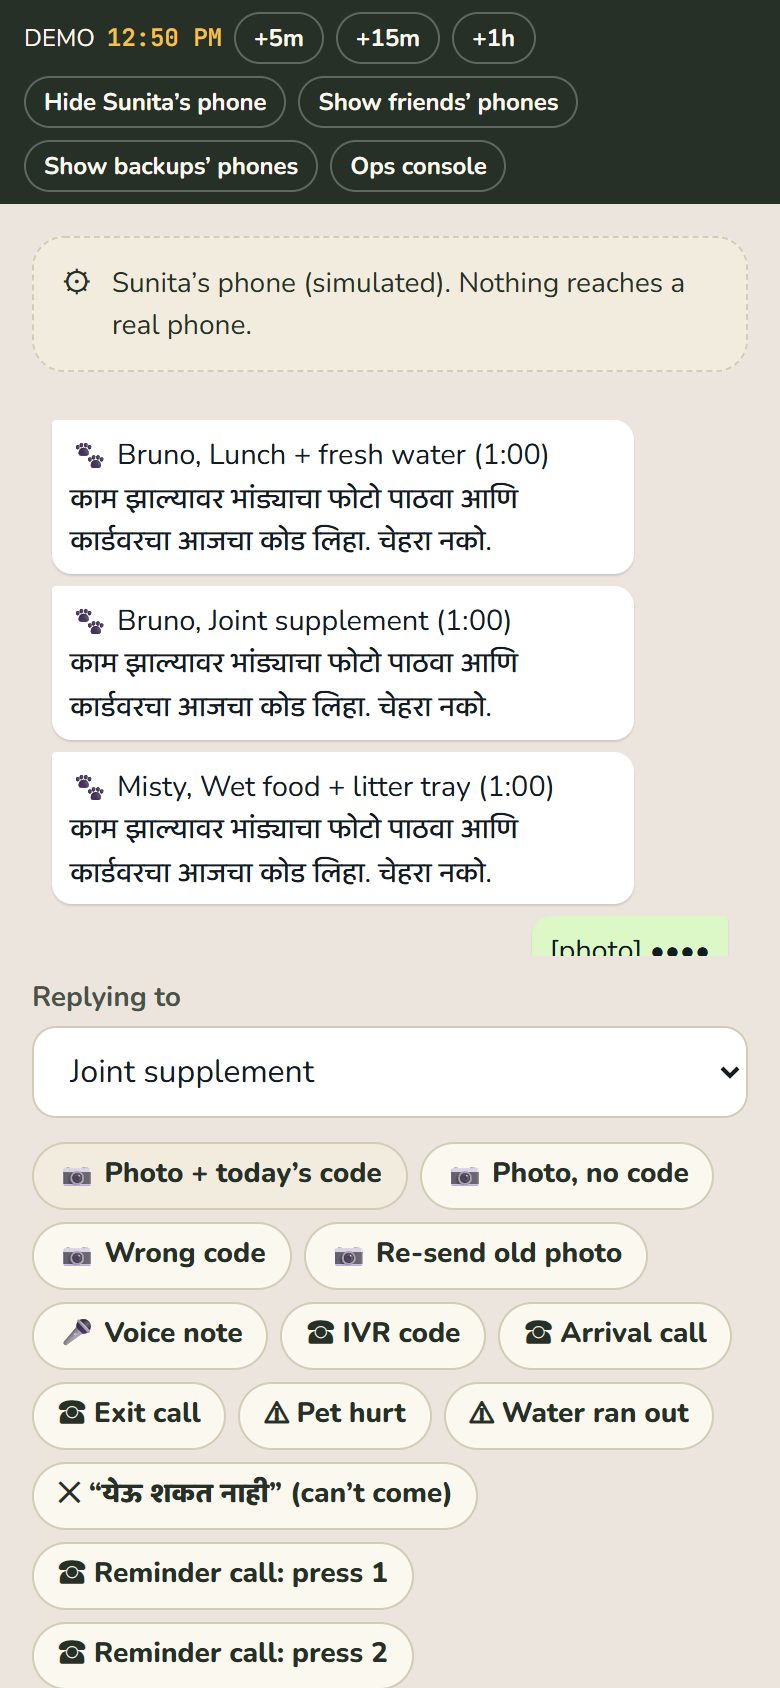 DEMO 12:50 PM +5m +15m +1h
Hide Sunita’s phone Show friends’ phones
Show backups’ phones Ops console
Sunita’s phone (simulated). Nothing reaches a
real phone.
🐾 Bruno, Lunch + fresh water (1:00)
काम झाल्यावर भांड्याचा फोटो पाठवा आणि
कार्डवरचा आजचा कोड लिहा. चेहरा नको.
🐾 Bruno, Joint supplement (1:00)
काम झाल्यावर भांड्याचा फोटो पाठवा आणि
कार्डवरचा आजचा कोड लिहा. चेहरा नको.
🐾 Misty, Wet food + litter tray (1:00)
काम झाल्यावर भांड्याचा फोटो पाठवा आणि
कार्डवरचा आजचा कोड लिहा. चेहरा नको.
[photo] ••••
Replying to
Joint supplement
📷 Photo + today’s code 📷 Photo, no code
📷 Wrong code 📷 Re-send old photo
🎤 Voice note ☎ IVR code ☎ Arrival call
☎ Exit call ⚠ Pet hurt ⚠ Water ran out
✕ “येऊ शकत नाही” (can’t come)
☎ Reminder call: press 1
☎ Reminder call: press 2